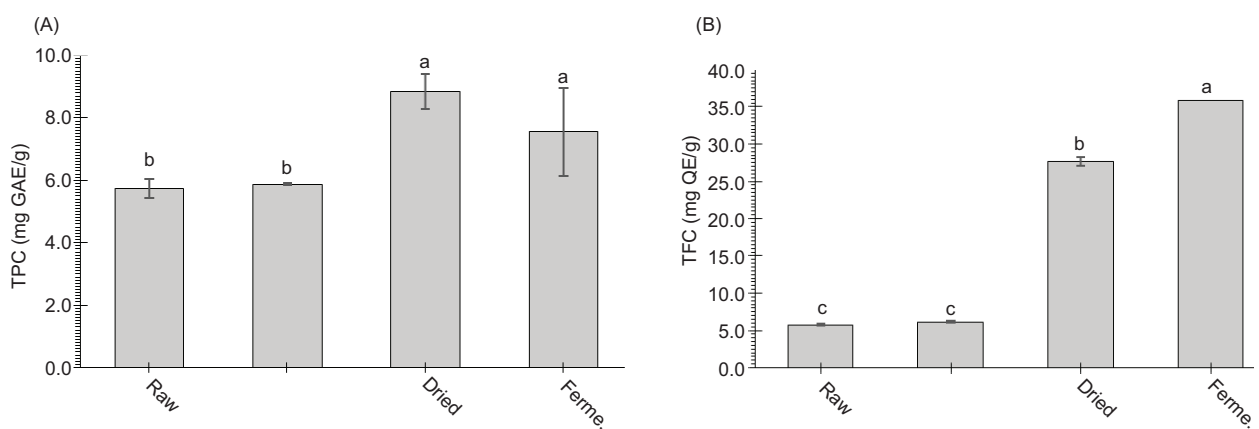 (A)
TPC (mg GAE/g)
10.0
8.0
6.0
4.0
2.0
0.0
b
b
a
a
Raw
Dried
Ferme.
(B)
TFC (mg QE/g)
40.0
35.0
30.0
25.0
20.0
15.0
10.0
5.0
0.0
c
c
b
a
Raw
Dried
Ferme.